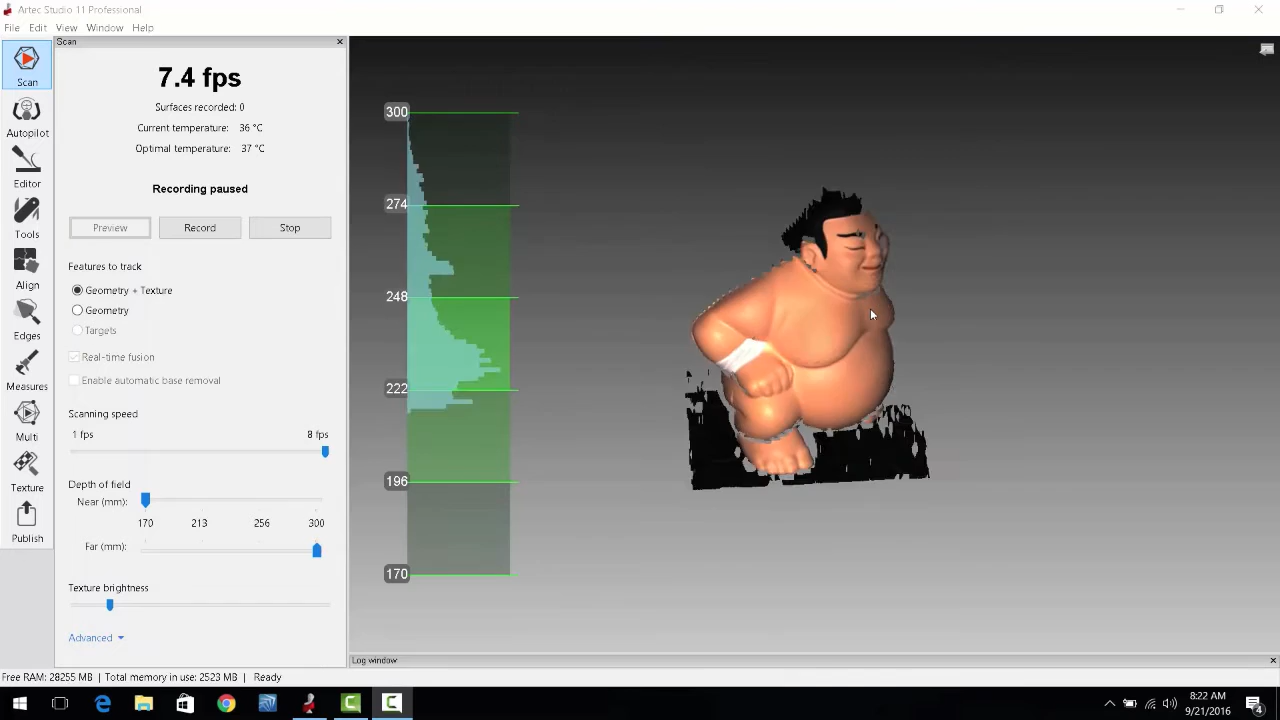 Artec Studio 11 Professional
File Edit View Window Help
Scan
Scan
7.4 fps
Surfaces recorded: 0
Current temperature: 36 °C
Optimal temperature: 37 °C
Recording paused
Preview Record Stop
Features to track
Geometry + Texture
Geometry
Targets
Real-time fusion
Enable automatic base removal
Scanning speed
1 fps 8 fps
Depth of field
Near (mm):
170 213 256 300
Far (mm):
Texture brightness
Advanced
Autopilot
Editor
Tools
Align
Edges
Measures
Multi
Texture
Publish
300
274
248
222
196
170
Log window
Free RAM: 28255 MB | Total memory in use: 2523 MB | Ready
8:22 AM
9/21/2016
4